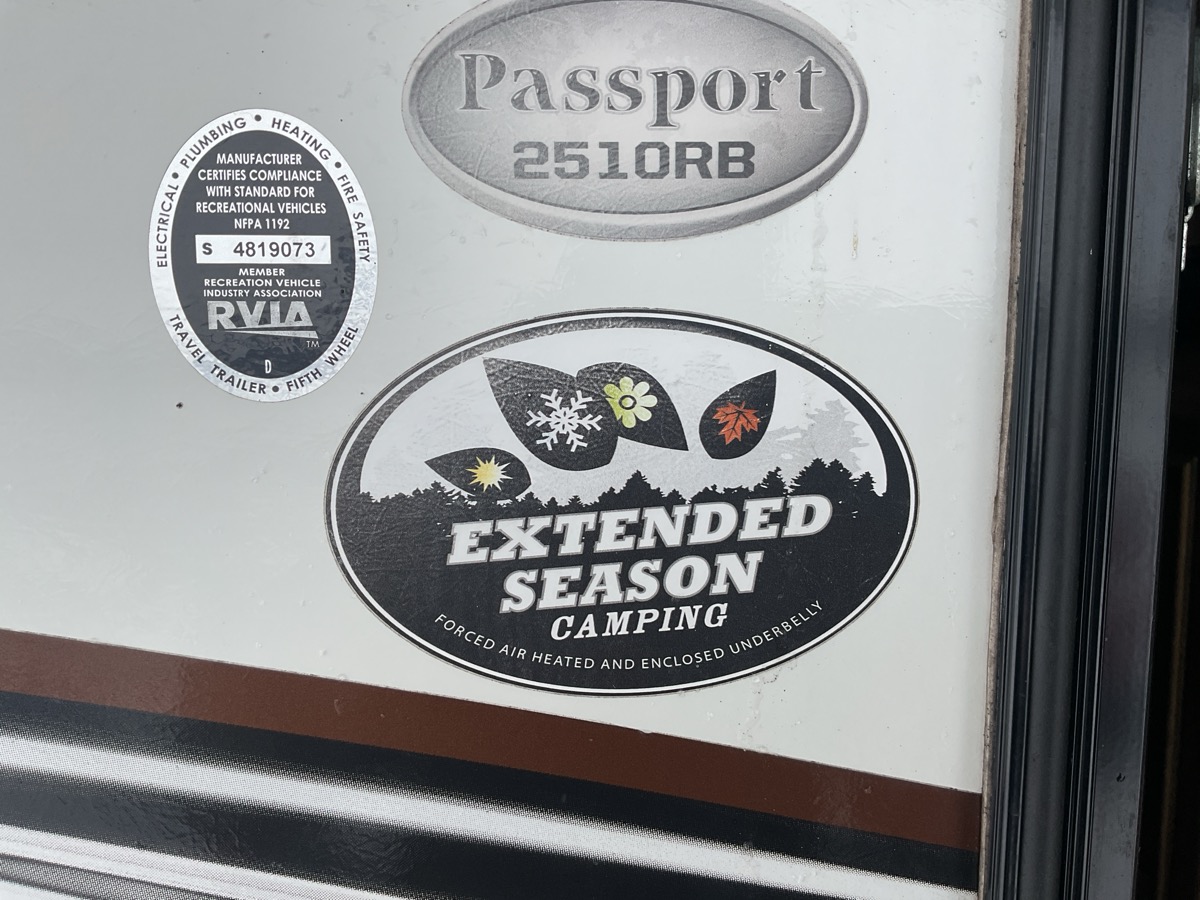 Passport
2510RB
ELECTRICAL • PLUMBING • HEATING • FIRE SAFETY
MANUFACTURER
CERTIFIES COMPLIANCE
WITH STANDARD FOR
RECREATIONAL VEHICLES
NFPA 1192
S 4819073
MEMBER
RECREATION VEHICLE
INDUSTRY ASSOCIATION
RVIA
TM
D
TRAVEL TRAILER • FIFTH WHEEL
EXTENDED
SEASON
CAMPING
FORCED AIR HEATED AND ENCLOSED UNDERBELLY